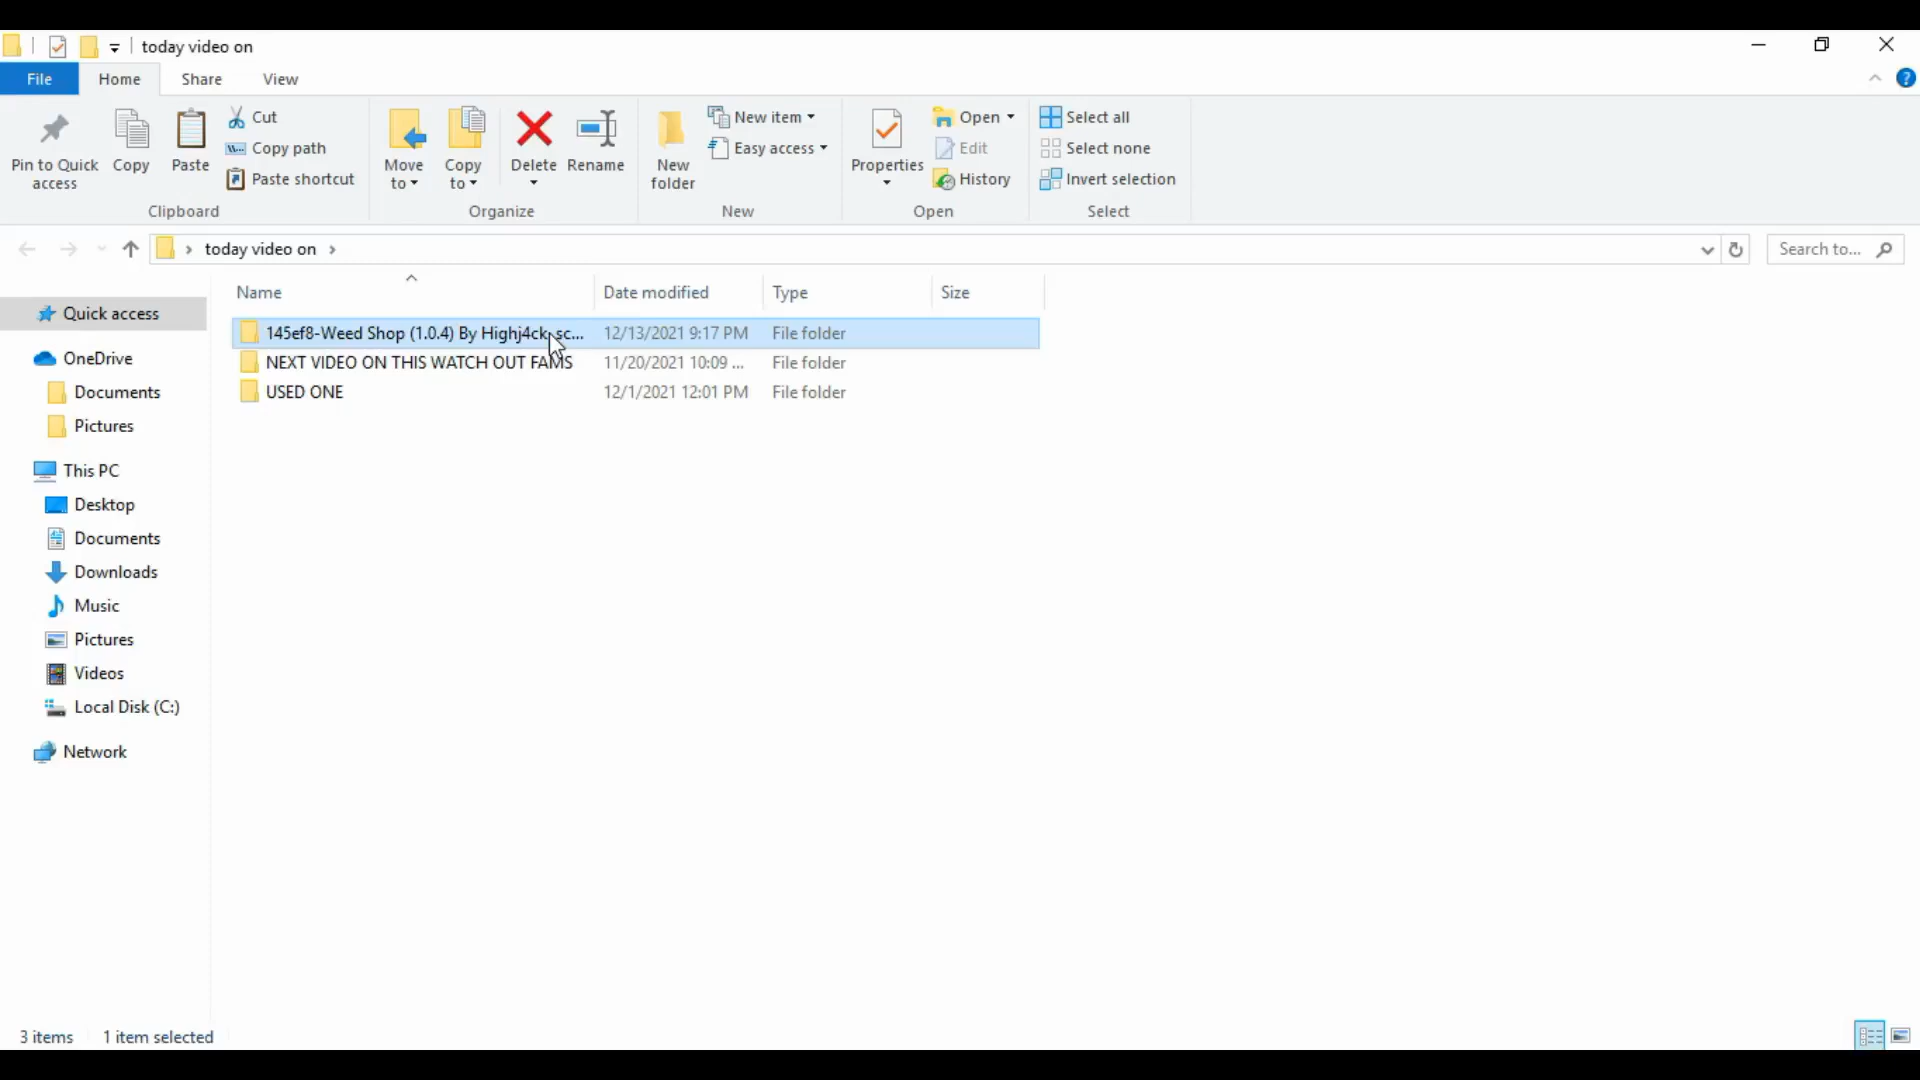 today video on
File Home Share View
Pin to Quick access
Copy
Paste
Cut
Copy path
Paste shortcut
Clipboard
Move to
Copy to
Delete
Rename
Organize
New folder
New item
Easy access
New
Properties
Open
Edit
History
Open
Select all
Select none
Invert selection
Select
today video on
Search to...
Name Date modified Type Size
145ef8-Weed Shop (1.0.4) By Highj4ck-sc... 12/13/2021 9:17 PM File folder
NEXT VIDEO ON THIS WATCH OUT FAMS 11/20/2021 10:09 ... File folder
USED ONE 12/1/2021 12:01 PM File folder
Quick access
OneDrive
Documents
Pictures
This PC
Desktop
Documents
Downloads
Music
Pictures
Videos
Local Disk (C:)
Network
3 items 1 item selected